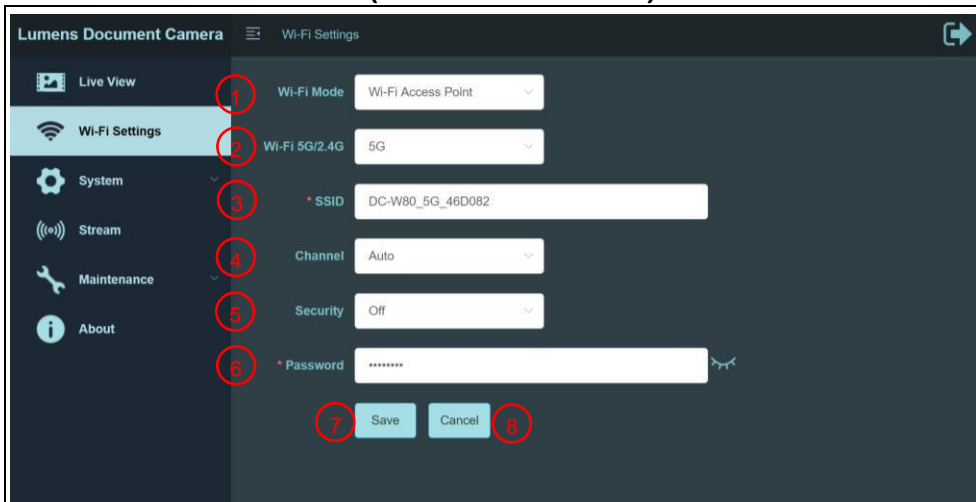 Lumens Document Camera
Wi-Fi Settings
Live View
Wi-Fi Settings
System
Stream
Maintenance
About
1 Wi-Fi Mode Wi-Fi Access Point
2 Wi-Fi 5G/2.4G 5G
3 * SSID DC-W80_5G_46D082
4 Channel Auto
5 Security Off
6 * Password ••••••••
7 Save Cancel 8